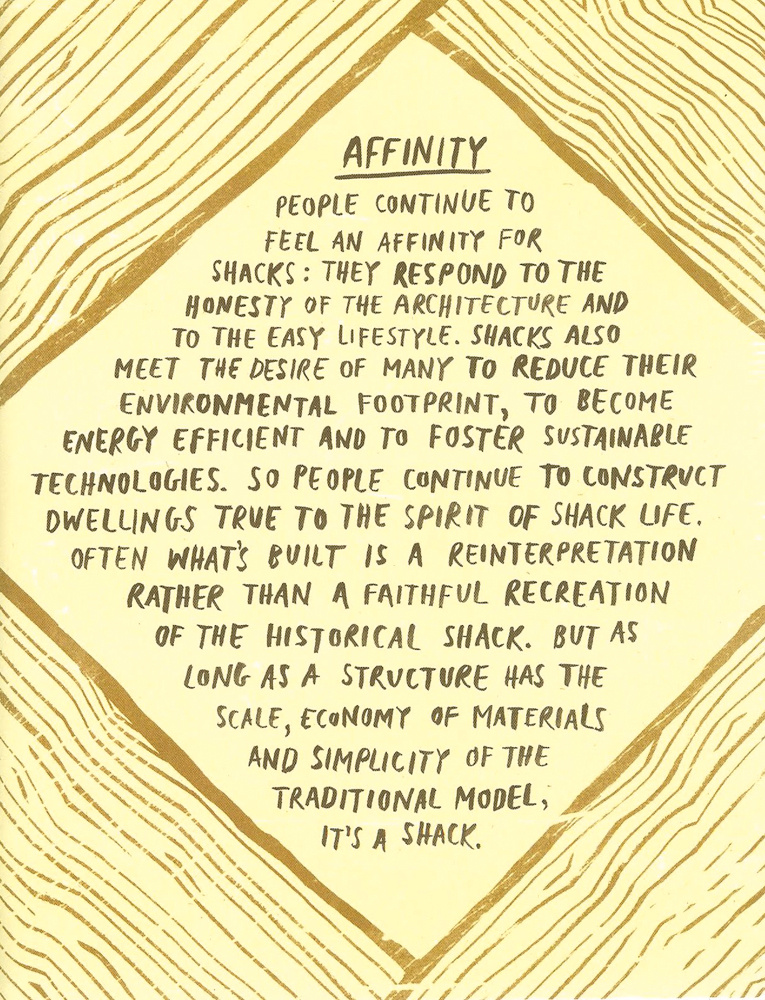 AFFINITY
PEOPLE CONTINUE TO
FEEL AN AFFINITY FOR
SHACKS: THEY RESPOND TO THE
HONESTY OF THE ARCHITECTURE AND
TO THE EASY LIFESTYLE. SHACKS ALSO
MEET THE DESIRE OF MANY TO REDUCE THEIR
ENVIRONMENTAL FOOTPRINT, TO BECOME
ENERGY EFFICIENT AND TO FOSTER SUSTAINABLE
TECHNOLOGIES. SO PEOPLE CONTINUE TO CONSTRUCT
DWELLINGS TRUE TO THE SPIRIT OF SHACK LIFE.
OFTEN WHAT'S BUILT IS A REINTERPRETATION
RATHER THAN A FAITHFUL RECREATION
OF THE HISTORICAL SHACK. BUT AS
LONG AS A STRUCTURE HAS THE
SCALE, ECONOMY OF MATERIALS
AND SIMPLICITY OF THE
TRADITIONAL MODEL,
IT'S A SHACK.